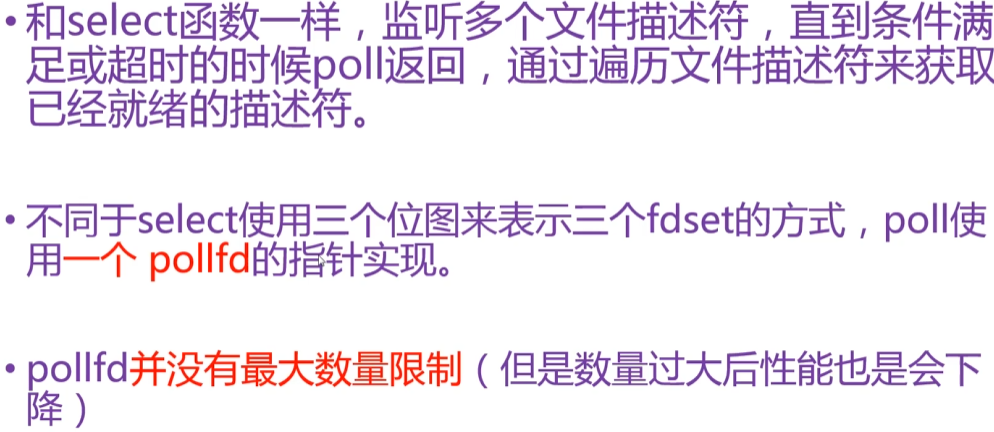 •和select函数一样，监听多个文件描述符，直到条件满
足或超时的时候poll返回，通过遍历文件描述符来获取
已经就绪的描述符。
•不同于select使用三个位图来表示三个fdset的方式，poll使
用一个 pollfd的指针实现。
•pollfd并没有最大数量限制（但是数量过大后性能也是会下
降）